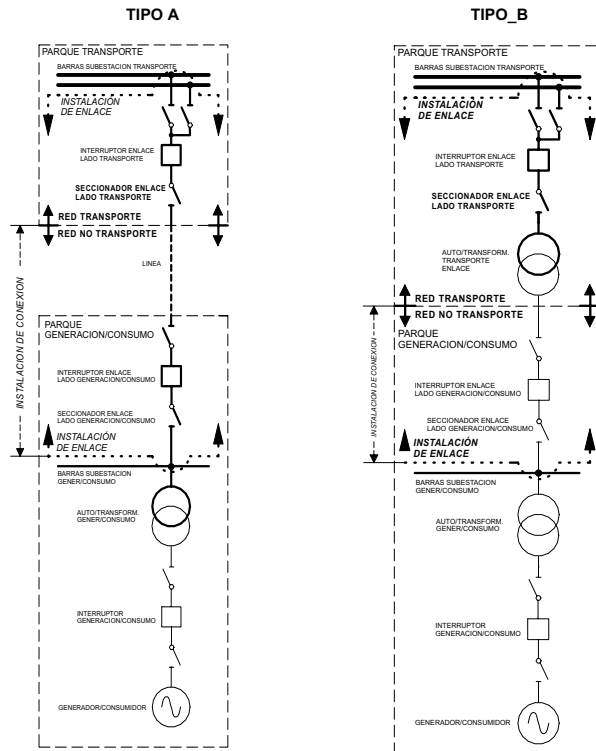 TIPO A
PARQUE TRANSPORTE
BARRAS SUBESTACION TRANSPORTE
INSTALACIÓN
DE ENLACE
INTERRUPTOR ENLACE
LADO TRANSPORTE
SECCIONADOR ENLACE
LADO TRANSPORTE
RED TRANSPORTE
RED NO TRANSPORTE
LINEA
INSTALACION DE CONEXION
PARQUE
GENERACION/CONSUMO
INTERRUPTOR ENLACE
LADO GENERACION/CONSUMO
SECCIONADOR ENLACE
LADO GENERACION/CONSUMO
INSTALACIÓN
DE ENLACE
BARRAS SUBESTACION
GENER/CONSUMO
AUTO/TRANSFORM.
GENER/CONSUMO
INTERRUPTOR
GENERACION/CONSUMO
GENERADOR/CONSUMIDOR
TIPO_B
PARQUE TRANSPORTE
BARRAS SUBESTACION TRANSPORTE
INSTALACIÓN
DE ENLACE
INTERRUPTOR ENLACE
LADO TRANSPORTE
SECCIONADOR ENLACE
LADO TRANSPORTE
AUTO/TRANSFORM.
TRANSPORTE
ENLACE
RED TRANSPORTE
RED NO TRANSPORTE
INSTALACION DE CONEXION
PARQUE
GENERACION/CONSUMO
INTERRUPTOR ENLACE
LADO GENERACION/CONSUMO
SECCIONADOR ENLACE
LADO GENERACION/CONSUMO
INSTALACIÓN
DE ENLACE
BARRAS SUBESTACION
GENER/CONSUMO
AUTO/TRANSFORM.
GENER/CONSUMO
INTERRUPTOR
GENERACION/CONSUMO
GENERADOR/CONSUMIDOR